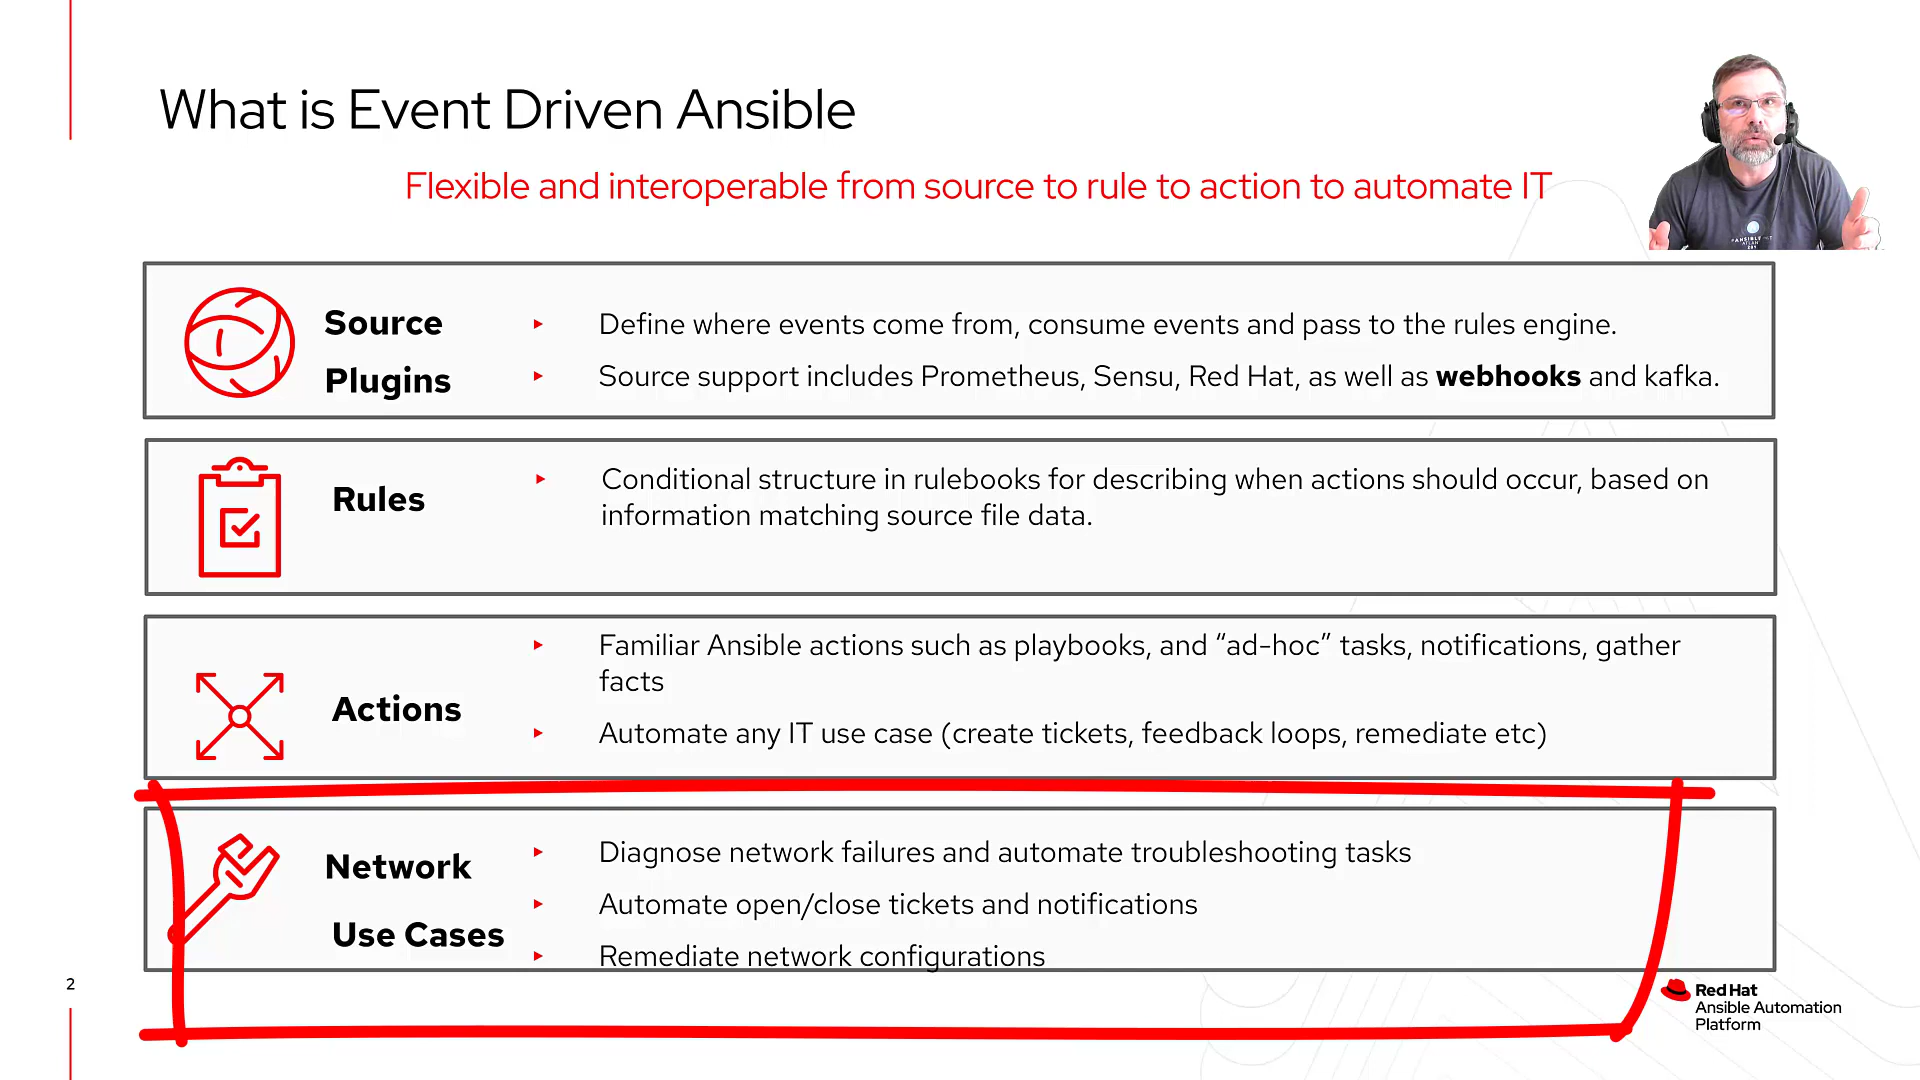 What is Event Driven Ansible
Flexible and interoperable from source to rule to action to automate IT
Source
Plugins
Define where events come from, consume events and pass to the rules engine.
Source support includes Prometheus, Sensu, Red Hat, as well as webhooks and kafka.
Rules
Conditional structure in rulebooks for describing when actions should occur, based on
information matching source file data.
Actions
Familiar Ansible actions such as playbooks, and “ad-hoc” tasks, notifications, gather
facts
Automate any IT use case (create tickets, feedback loops, remediate etc)
Network
Use Cases
Diagnose network failures and automate troubleshooting tasks
Automate open/close tickets and notifications
Remediate network configurations
2
Red Hat
Ansible Automation
Platform